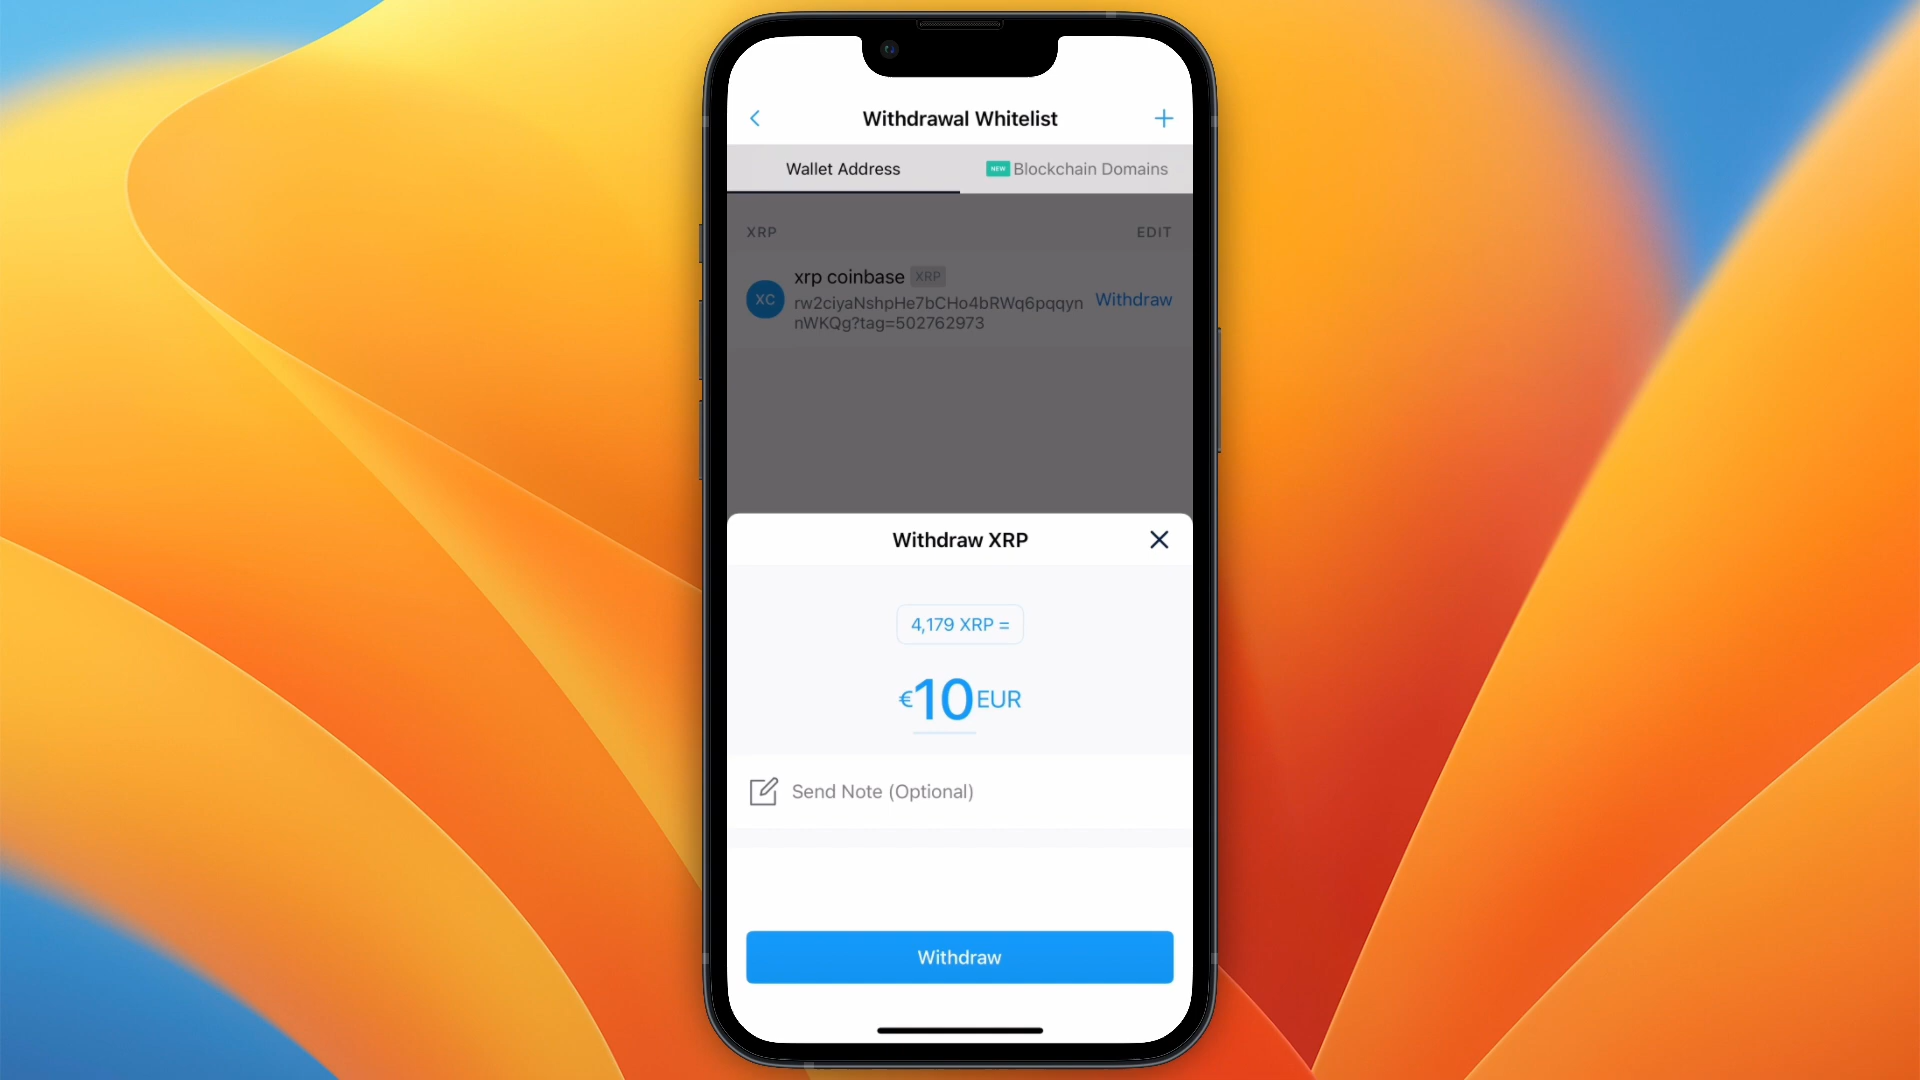 Withdrawal Whitelist
Wallet Address
NEW Blockchain Domains
XRP
EDIT
xrp coinbase XRP
XC
rw2ciyaNshpHe7bCHo4bRWq6pqqyn
nWKQg?tag=502762973
Withdraw
Withdraw XRP
4,179 XRP =
€10EUR
Send Note (Optional)
Withdraw